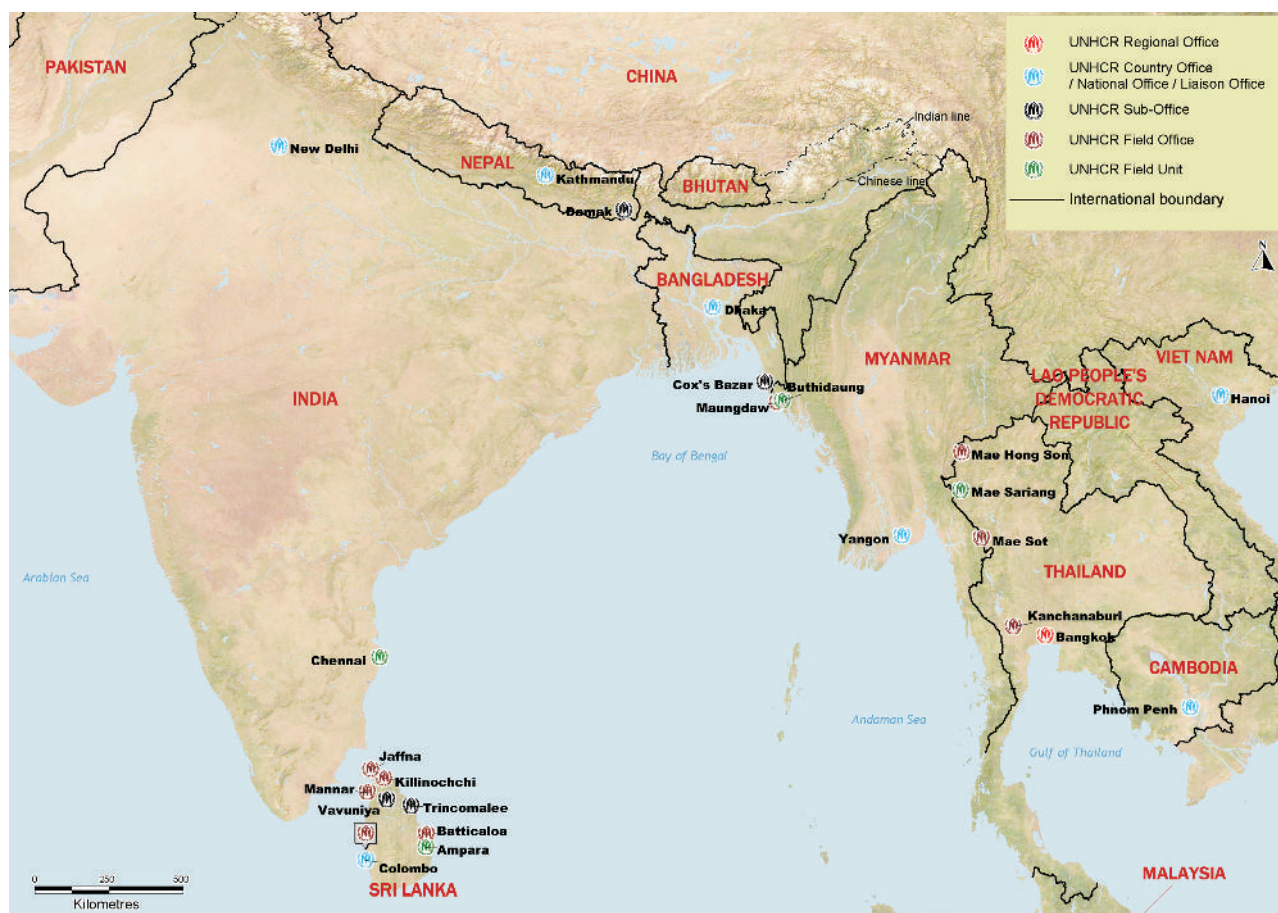 PAKISTAN
CHINA
UNHCR Regional Office
UNHCR Country Office
/ National Office / Liaison Office
UNHCR Sub-Office
UNHCR Field Office
UNHCR Field Unit
International boundary
Indian line
New Delhi
NEPAL
Kathmandu
BHUTAN
Chinese line
Damak
N
BANGLADESH
Dhaka
MYANMAR
VIET NAM
LAO PEOPLE'S
DEMOCRATIC
REPUBLIC
Cox's Bazar
Buthidaung
Maungdaw
INDIA
Hanoi
Bay of Bengal
Mae Hong Son
Mae Sariang
Yangon
Mae Sot
Arabian Sea
THAILAND
Kanchanaburi
Bangkok
Chennai
CAMBODIA
Phnom Penh
Andaman Sea
Gulf of Thailand
Jaffna
Killinochchi
Mannar
Vavuniya
Trincomalee
Batticaloa
Ampara
Colombo
SRI LANKA
MALAYSIA
0 250 500
Kilometres